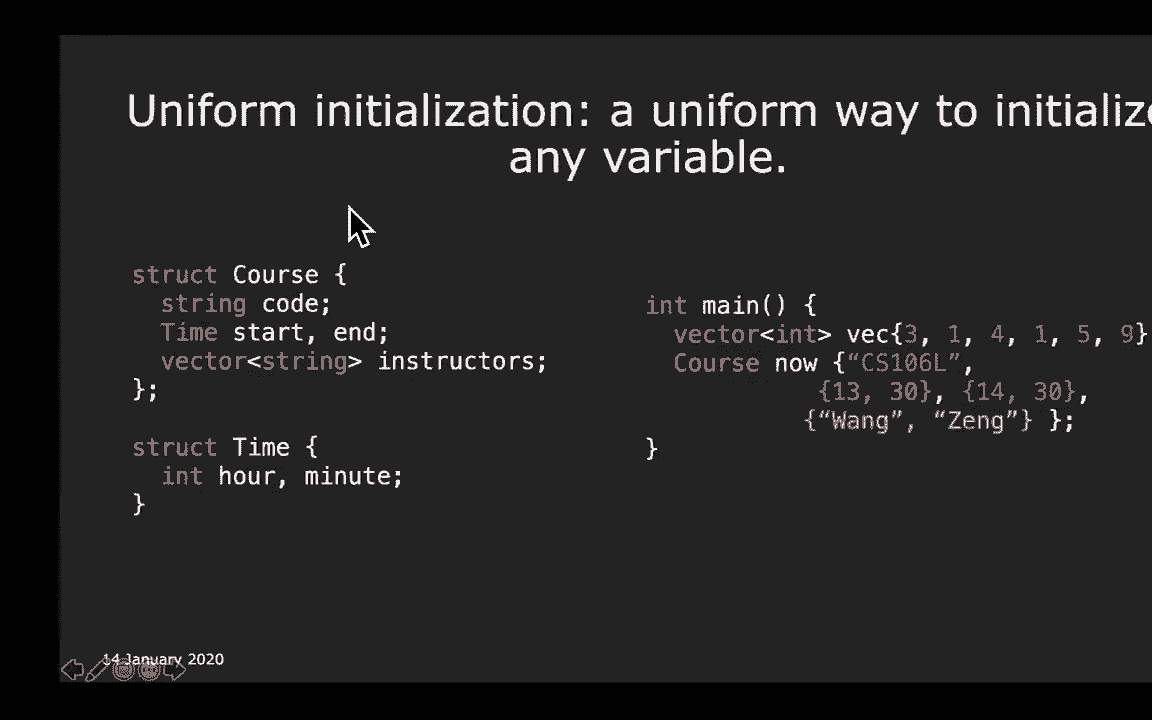 Uniform initialization: a uniform way to initialize
any variable.
struct Course {
  string code;
  Time start, end;
  vector<string> instructors;
};
struct Time {
  int hour, minute;
}
int main() {
  vector<int> vec{3, 1, 4, 1, 5, 9}
  Course now {“CS106L”,
            {13, 30}, {14, 30},
           {“Wang”, “Zeng”} };
}
14 January 2020